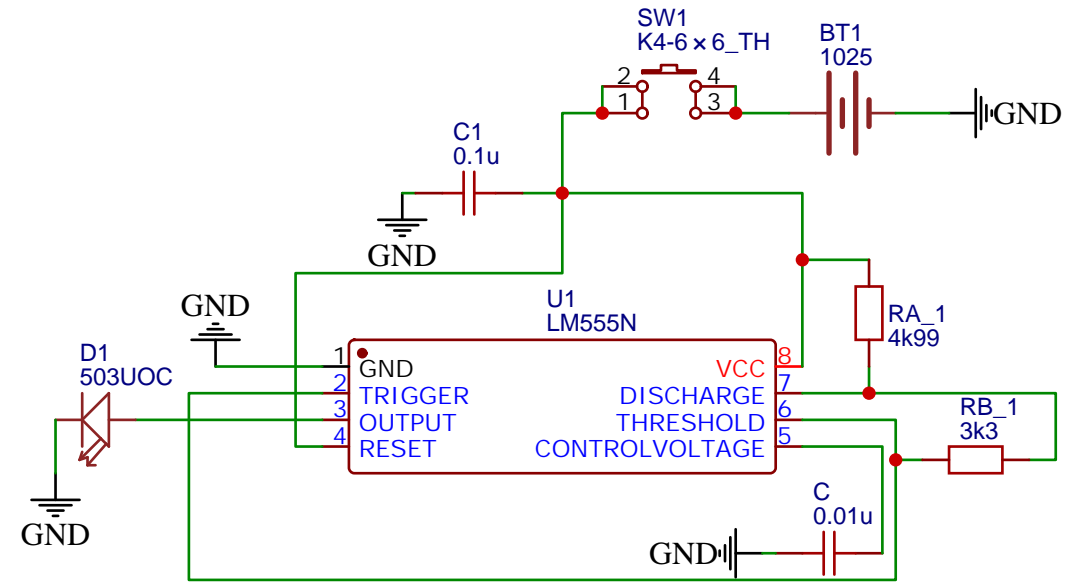 SW1
K4-6×6_TH
BT1
1025
2
4
1
3
GND
C1
0.1u
GND
GND
U1
LM555N
RA_1
4k99
D1
503UOC
1
GND
VCC
8
2
TRIGGER
DISCHARGE
7
3
OUTPUT
THRESHOLD
6
4
RESET
CONTROLVOLTAGE
5
RB_1
3k3
GND
C
0.01u
GND